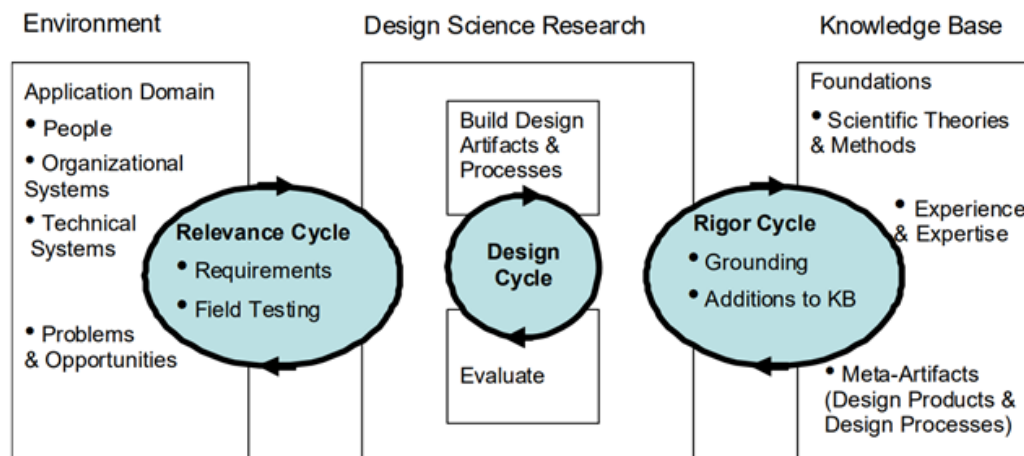 Environment
Design Science Research
Knowledge Base
Application Domain
• People
• Organizational
Systems
• Technical
Systems
• Problems
& Opportunities
Relevance Cycle
• Requirements
• Field Testing
Build Design
Artifacts &
Processes
Design
Cycle
Evaluate
Rigor Cycle
• Grounding
• Additions to KB
Foundations
• Scientific Theories
& Methods
• Experience
& Expertise
• Meta-Artifacts
(Design Products &
Design Processes)